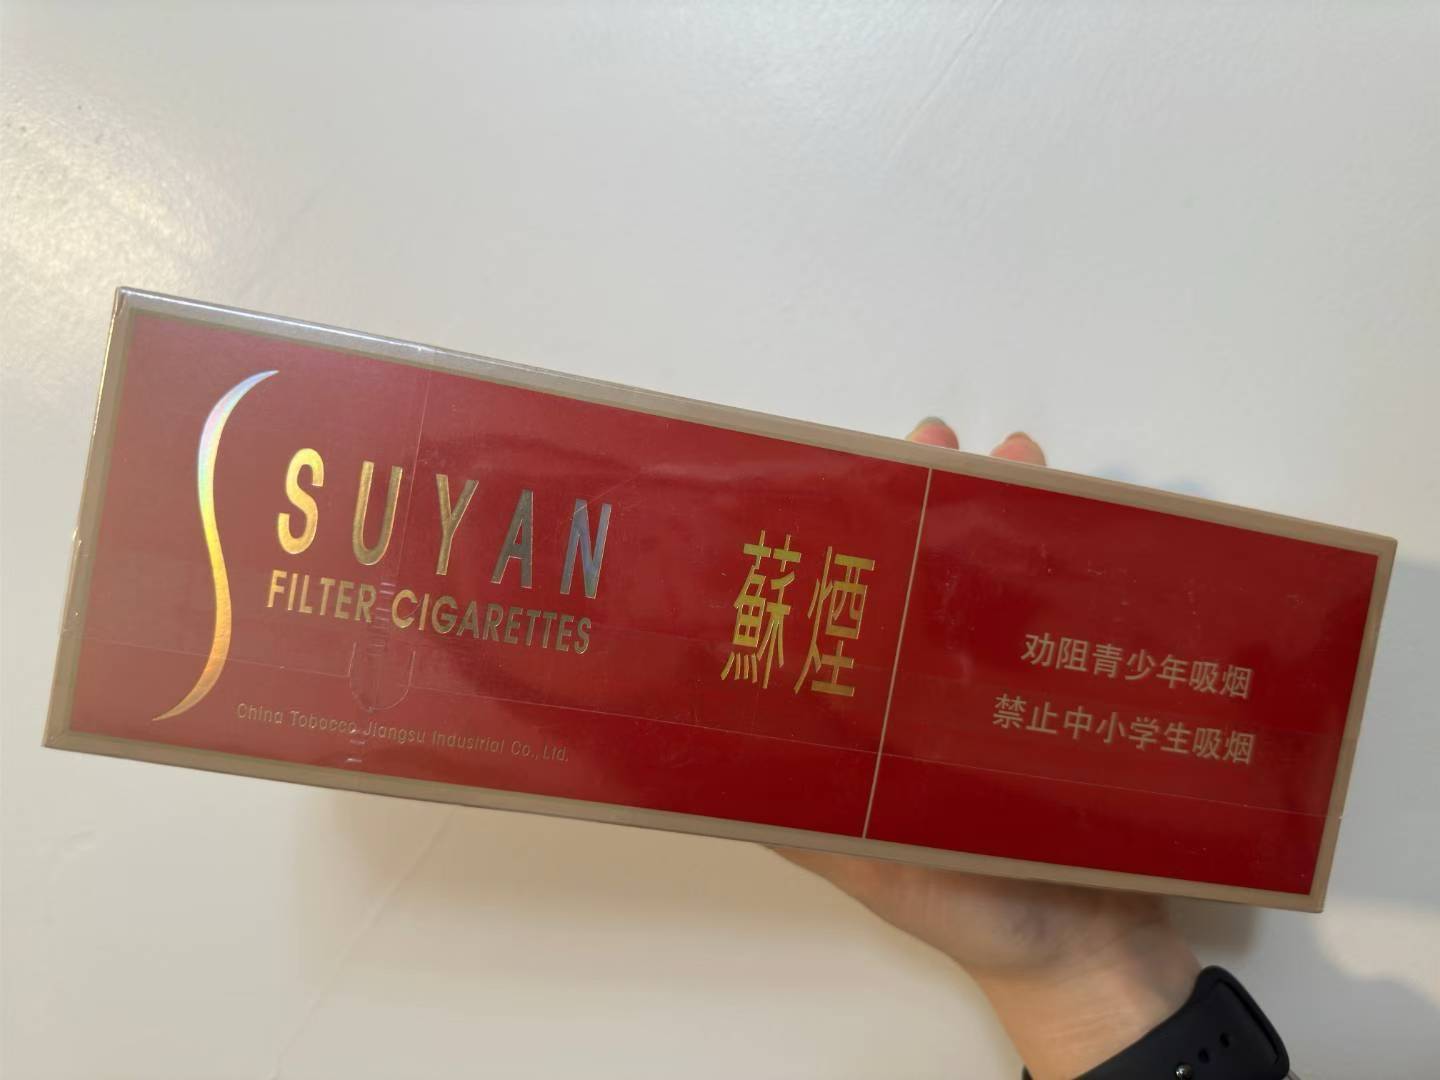 SUYAN
FILTER CIGARETTES
China Tobacco Jiangsu Industrial Co., Ltd.
蘇煙
劝阻青少年吸烟
禁止中小学生吸烟